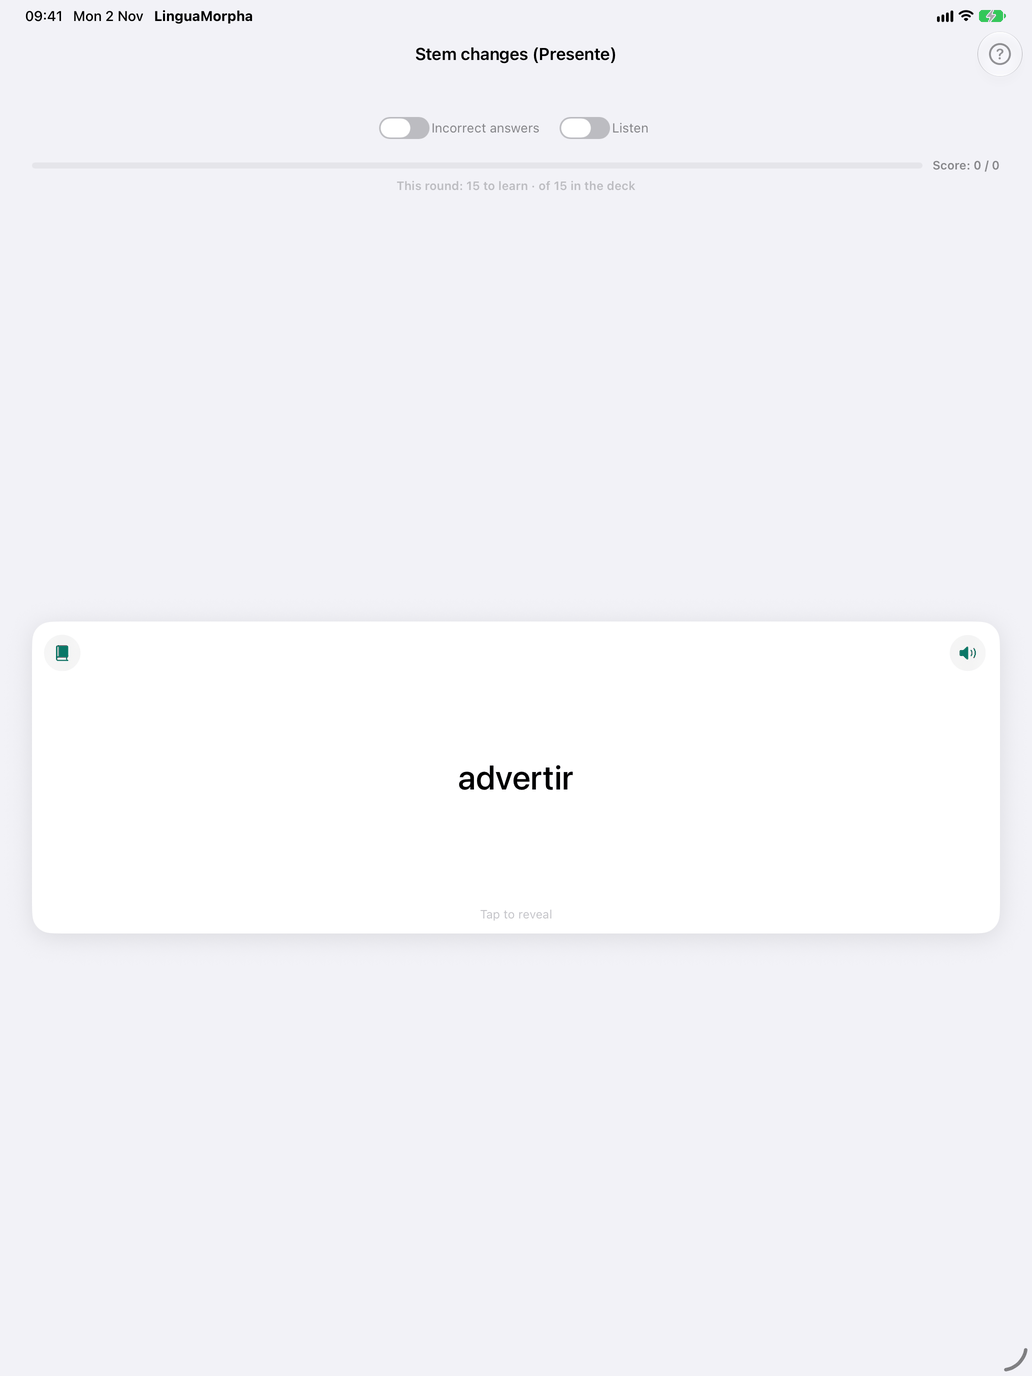 09:41 Mon 2 Nov LinguaMorpha
Stem changes (Presente)
?
Incorrect answers Listen
Score: 0 / 0
This round: 15 to learn · of 15 in the deck
advertir
Tap to reveal